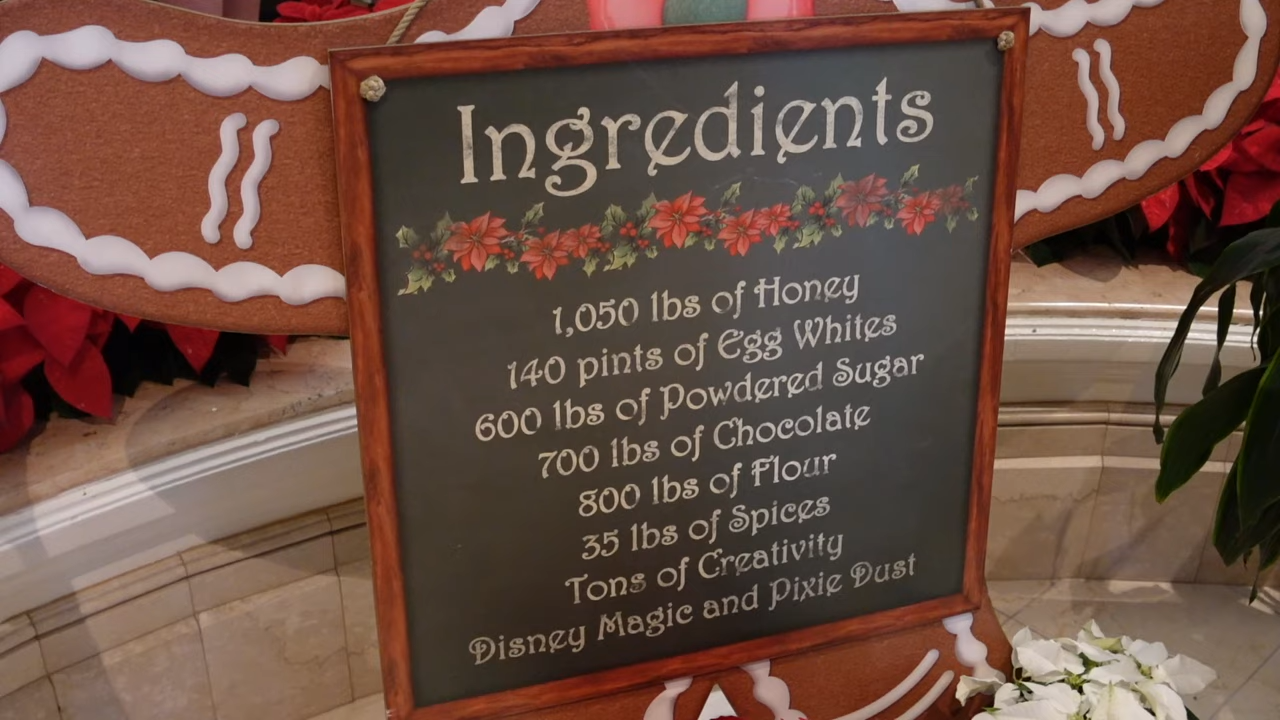 Ingredients
1,050 lbs of Honey
140 pints of Egg Whites
600 lbs of Powdered Sugar
700 lbs of Chocolate
800 lbs of Flour
35 lbs of Spices
Tons of Creativity
Disney Magic and Pixie Dust